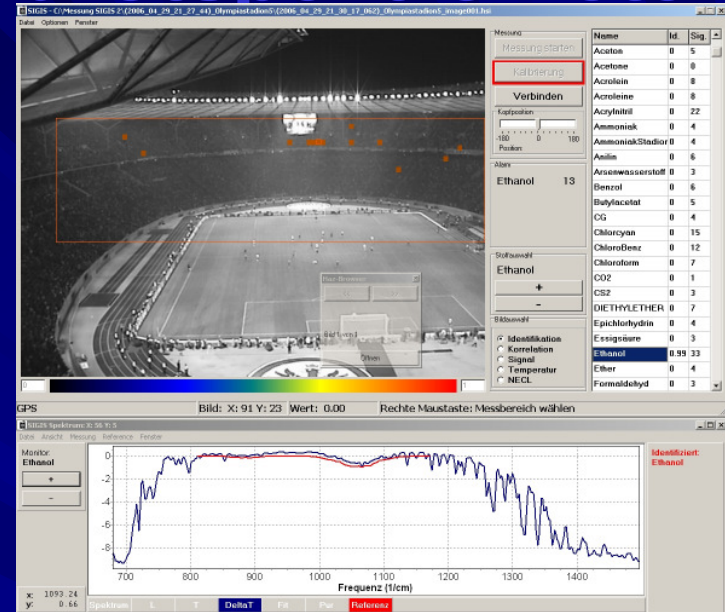 SIGIS - C:\Messung SIGIS 2\(2006_04_29_21_27_44)_Olympiastadion5\(2006_04_29_21_30_17_062)_Olympiastadion5_image001.hsi
Datei Optionen Fenster
Messung
Messung starten
Kalibrierung
Verbinden
Kopfposition
-180 0 180
Position:
Alarm
Ethanol 13
Stoffauswahl
Ethanol
+
-
Bildauswahl
Identifikation
Korrelation
Signal
Temperatur
NECL
Name Id. Sig.
Aceton 0 5
Acetone 0 8
Acrolein 0 8
Acroleine 0 8
Acrylnitril 0 22
Ammoniak 0 4
AmmoniakStadion 0 4
Anilin 0 6
Arsenwasserstoff 0 3
Benzol 0 6
Butylacetat 0 5
CG 0 4
Chlorcyan 0 15
ChloroBenz 0 12
Chloroform 0 7
CO2 0 1
CS2 0 3
DIETHYLETHER 0 7
Epichlorhydrin 0 4
Essigsäure 0 3
Ethanol 0.99 33
Ether 0 4
Formaldehyd 0 3
Öffnen
0 1
GPS Bild: X: 91 Y: 23 Wert: 0.00 Rechte Maustaste: Messbereich wählen
SIGIS Spektrum: X: 56 Y: 5
Datei Ansicht Messung Reference Fenster
Monitor:
Ethanol
+
-
Identifiziert:
Ethanol
0
-2
-4
-6
-8
700 800 900 1000 1100 1200 1300 1400
Frequenz (1/cm)
x: 1093.24
y: 0.66
Spektrum L T DeltaT Fit Pur Referenz